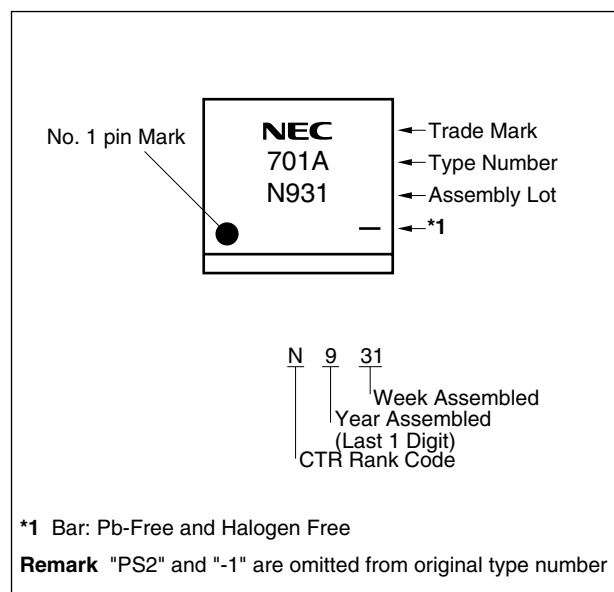 No. 1 pin Mark
NEC
701A
N931
Trade Mark
Type Number
Assembly Lot
*1
N 9 31
Week Assembled
Year Assembled
(Last 1 Digit)
CTR Rank Code
*1 Bar: Pb-Free and Halogen Free
Remark "PS2" and "-1" are omitted from original type number